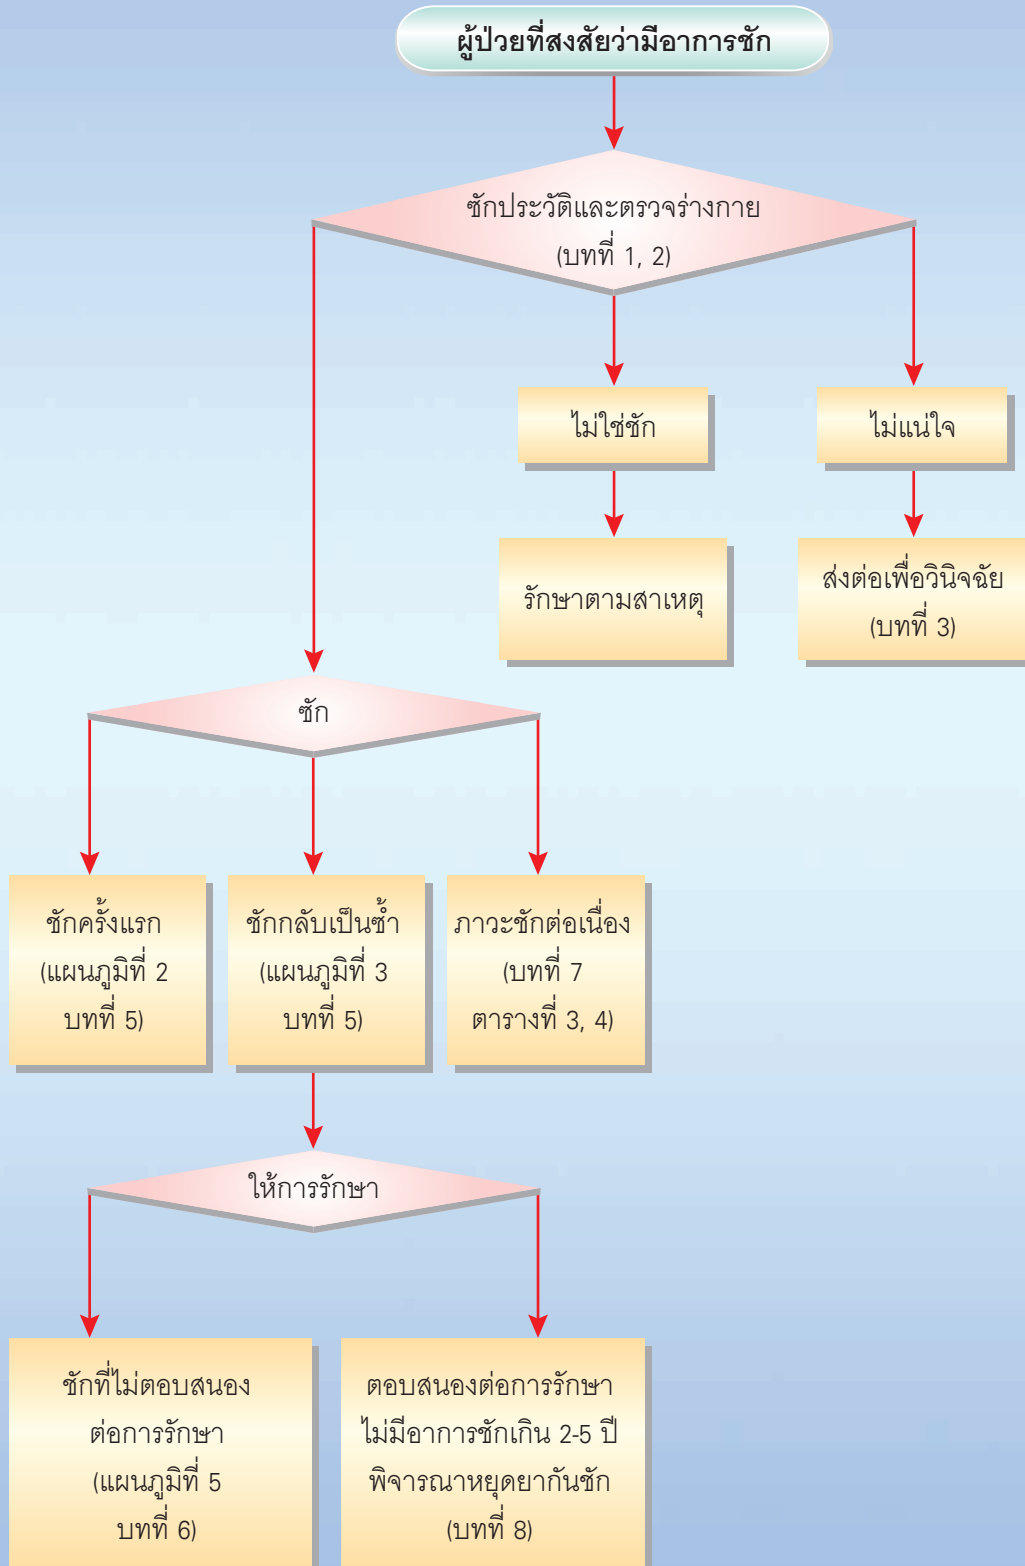 ผู้ป่วยที่สงสัยว่ามีอาการชัก
ซักประวัติและตรวจร่างกาย
(บทที่ 1, 2)
ไม่ใช่ชัก
ไม่แน่ใจ
รักษาตามสาเหตุ
ส่งต่อเพื่อวินิจฉัย
(บทที่ 3)
ชัก
ชักครั้งแรก
(แผนภูมิที่ 2
บทที่ 5)
ชักกลับเป็นซ้ำ
(แผนภูมิที่ 3
บทที่ 5)
ภาวะชักต่อเนื่อง
(บทที่ 7
ตารางที่ 3, 4)
ให้การรักษา
ชักที่ไม่ตอบสนอง
ต่อการรักษา
(แผนภูมิที่ 5
บทที่ 6)
ตอบสนองต่อการรักษา
ไม่มีอาการชักเกิน 2-5 ปี
พิจารณาหยุดยากันชัก
(บทที่ 8)